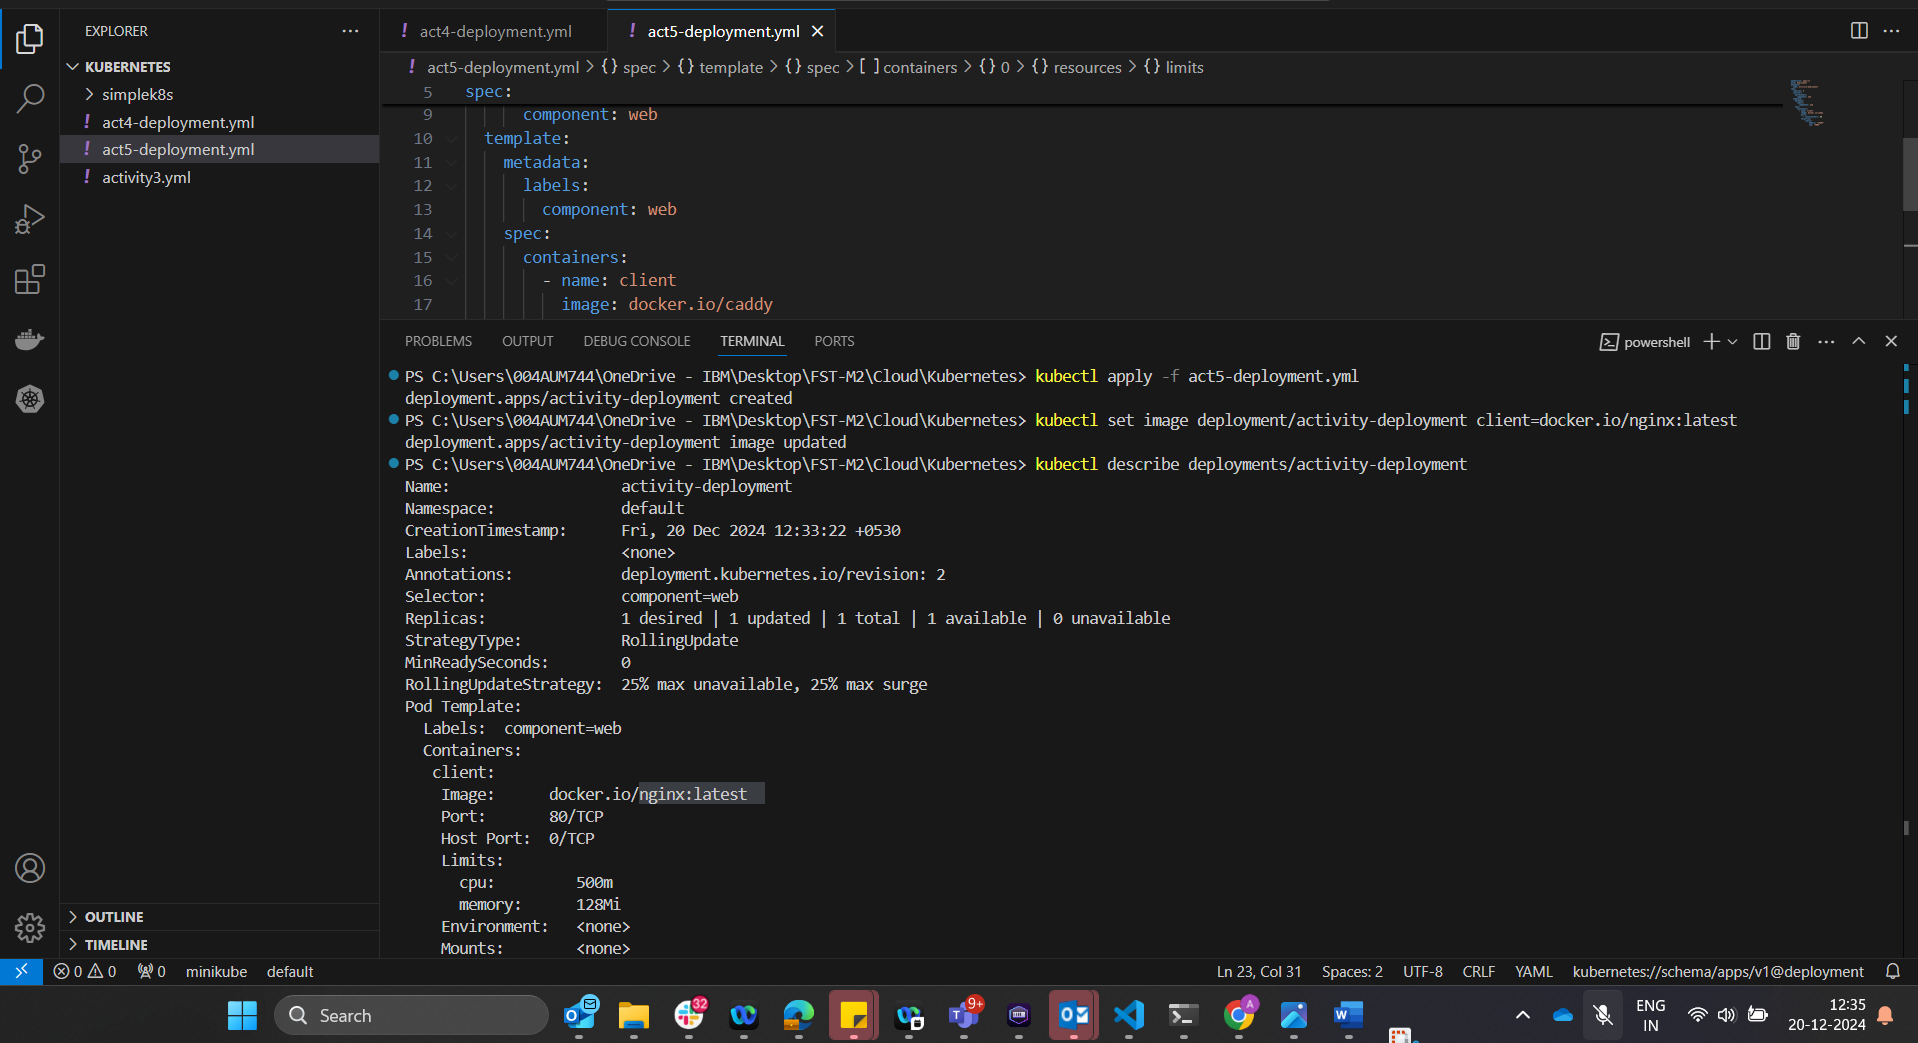 EXPLORER
KUBERNETES
simplek8s
! act4-deployment.yml
! act5-deployment.yml
! activity3.yml
OUTLINE
TIMELINE
! act4-deployment.yml
! act5-deployment.yml
! act5-deployment.yml > {} spec > {} template > {} spec > [ ] containers > {} 0 > {} resources > {} limits
5 spec:
9 component: web
10 template:
11 metadata:
12 labels:
13 component: web
14 spec:
15 containers:
16 - name: client
17 image: docker.io/caddy
PROBLEMS OUTPUT DEBUG CONSOLE TERMINAL PORTS
powershell
PS C:\Users\004AUM744\OneDrive - IBM\Desktop\FST-M2\Cloud\Kubernetes> kubectl apply -f act5-deployment.yml
deployment.apps/activity-deployment created
PS C:\Users\004AUM744\OneDrive - IBM\Desktop\FST-M2\Cloud\Kubernetes> kubectl set image deployment/activity-deployment client=docker.io/nginx:latest
deployment.apps/activity-deployment image updated
PS C:\Users\004AUM744\OneDrive - IBM\Desktop\FST-M2\Cloud\Kubernetes> kubectl describe deployments/activity-deployment
Name: activity-deployment
Namespace: default
CreationTimestamp: Fri, 20 Dec 2024 12:33:22 +0530
Labels: <none>
Annotations: deployment.kubernetes.io/revision: 2
Selector: component=web
Replicas: 1 desired | 1 updated | 1 total | 1 available | 0 unavailable
StrategyType: RollingUpdate
MinReadySeconds: 0
RollingUpdateStrategy: 25% max unavailable, 25% max surge
Pod Template:
Labels: component=web
Containers:
client:
Image: docker.io/nginx:latest
Port: 80/TCP
Host Port: 0/TCP
Limits:
cpu: 500m
memory: 128Mi
Environment: <none>
Mounts: <none>
0 0 0 minikube default
Ln 23, Col 31 Spaces: 2 UTF-8 CRLF YAML kubernetes://schema/apps/v1@deployment
Search
32
9+
A
ENG
IN
12:35
20-12-2024